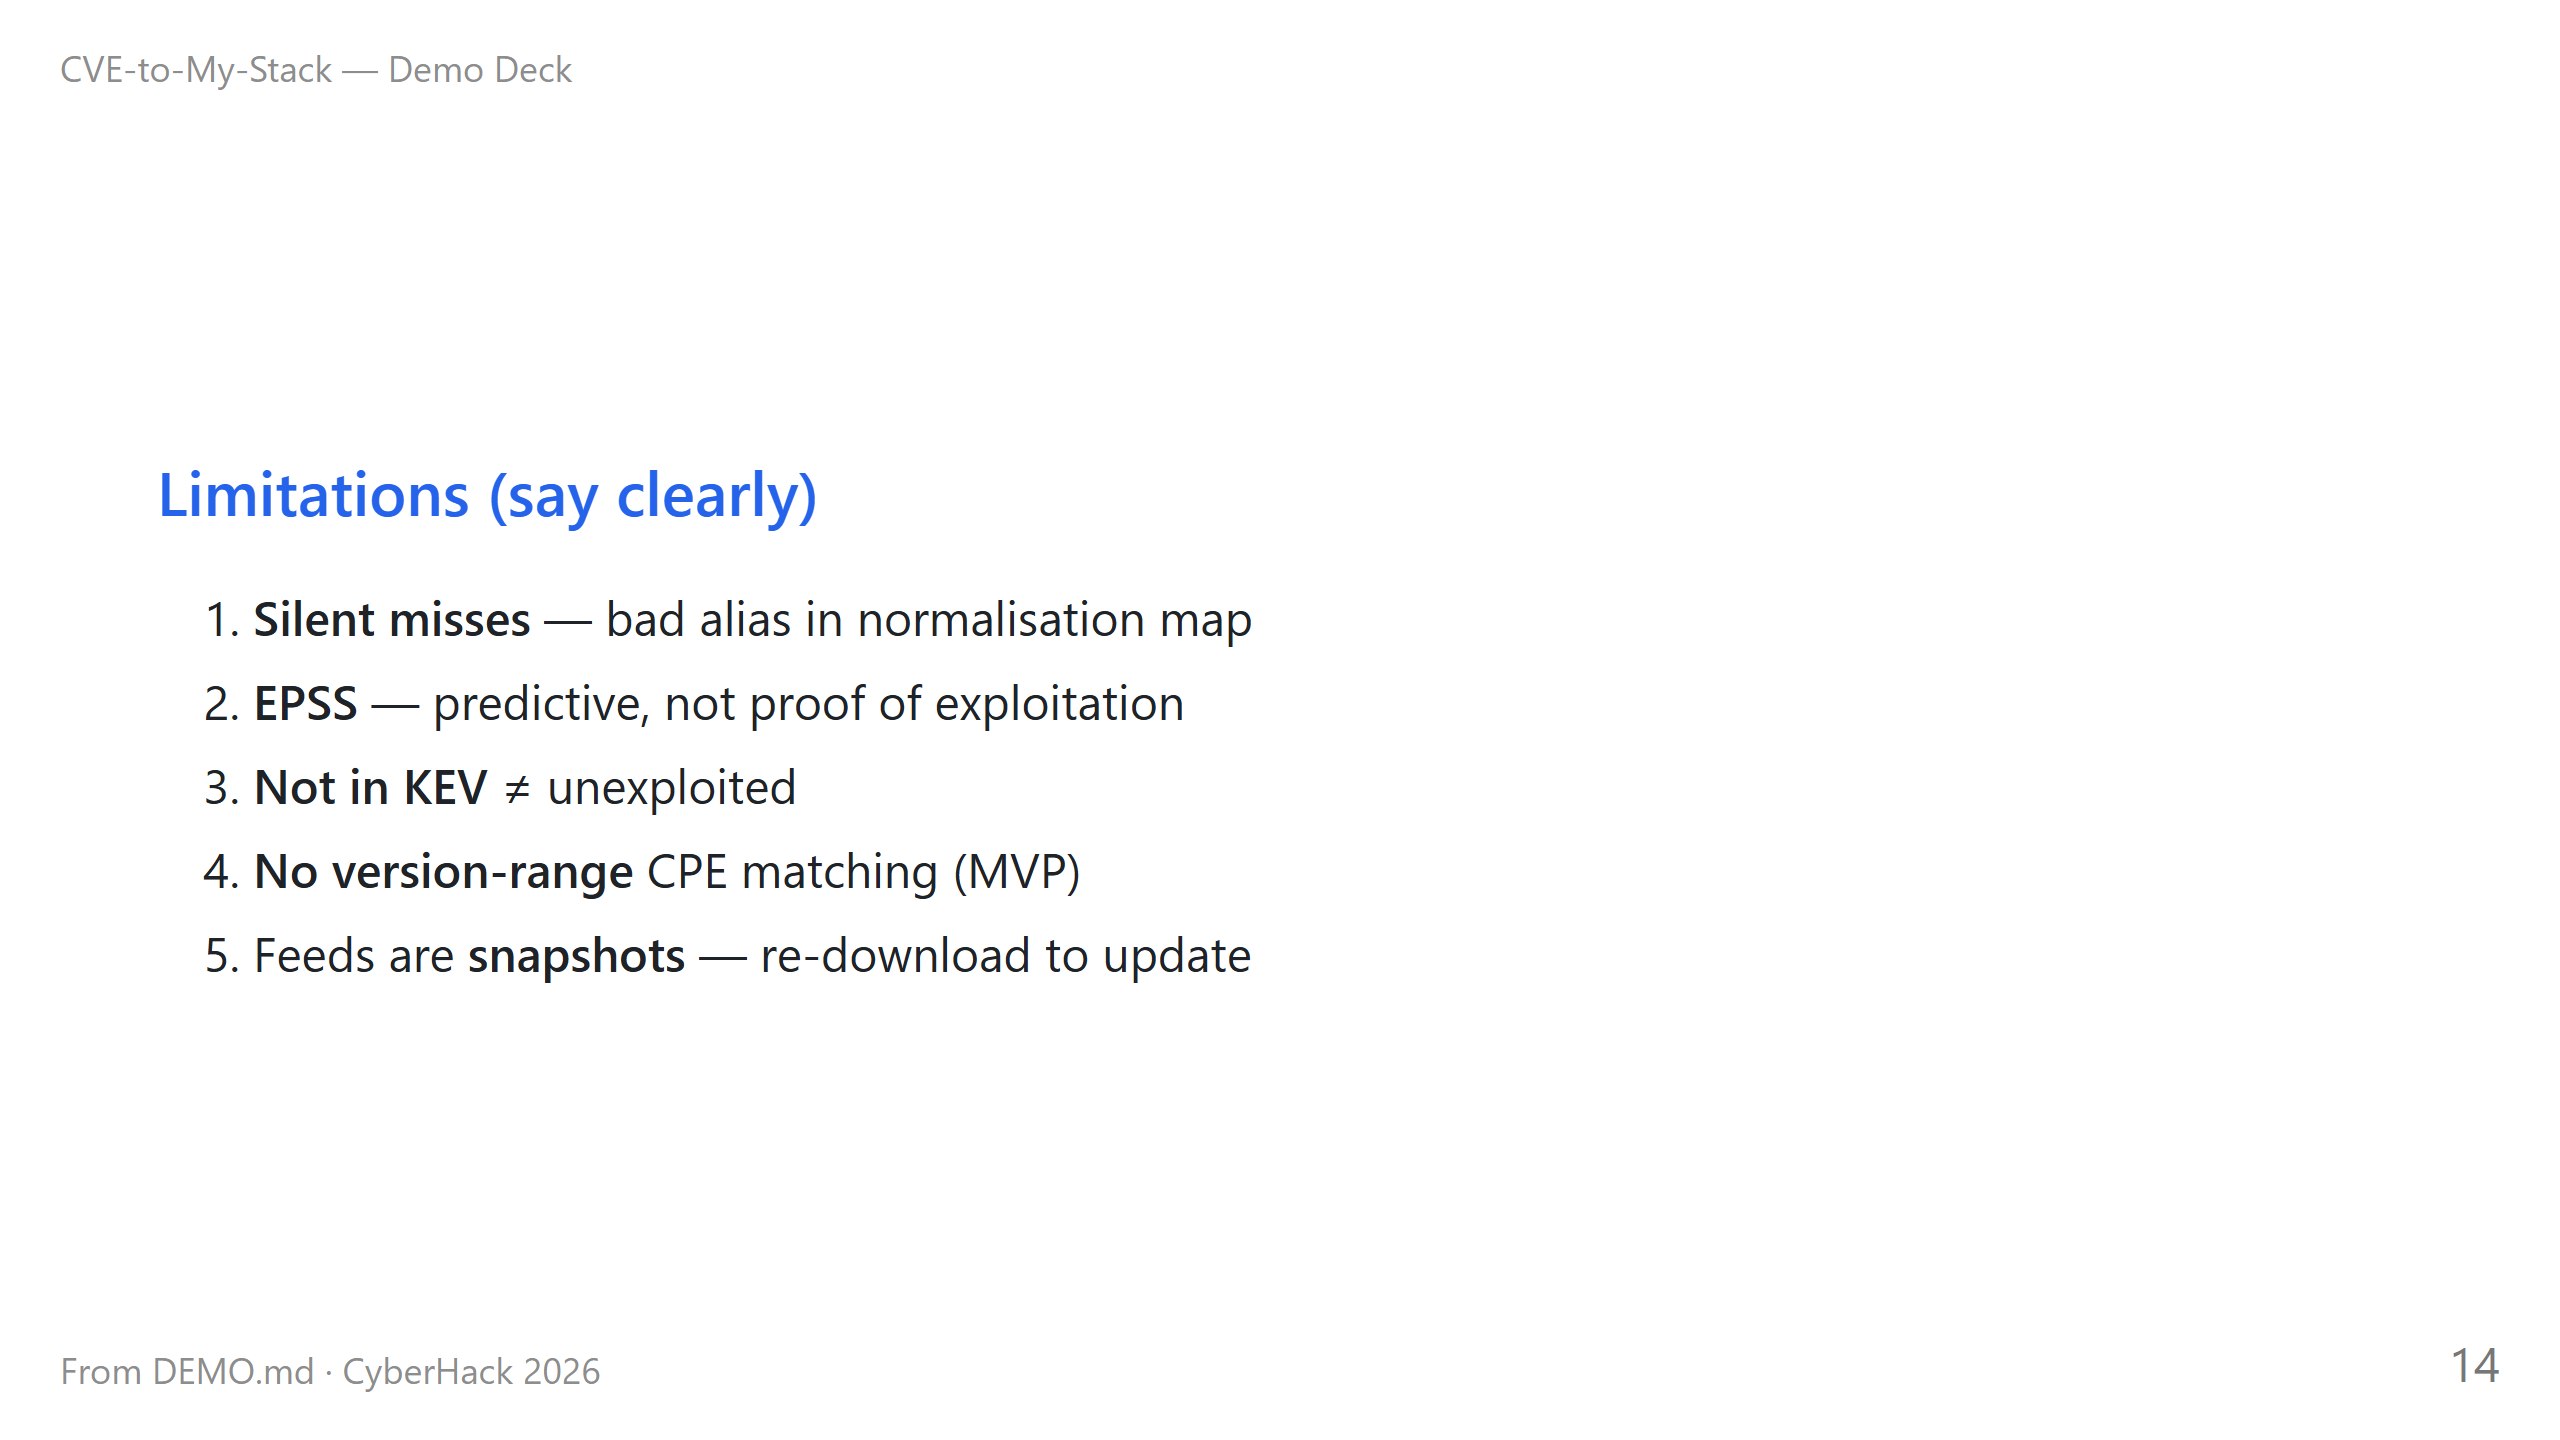 CVE-to-My-Stack — Demo Deck
Limitations (say clearly)
1. Silent misses — bad alias in normalisation map
2. EPSS — predictive, not proof of exploitation
3. Not in KEV ≠ unexploited
4. No version-range CPE matching (MVP)
5. Feeds are snapshots — re-download to update
From DEMO.md · CyberHack 2026
14